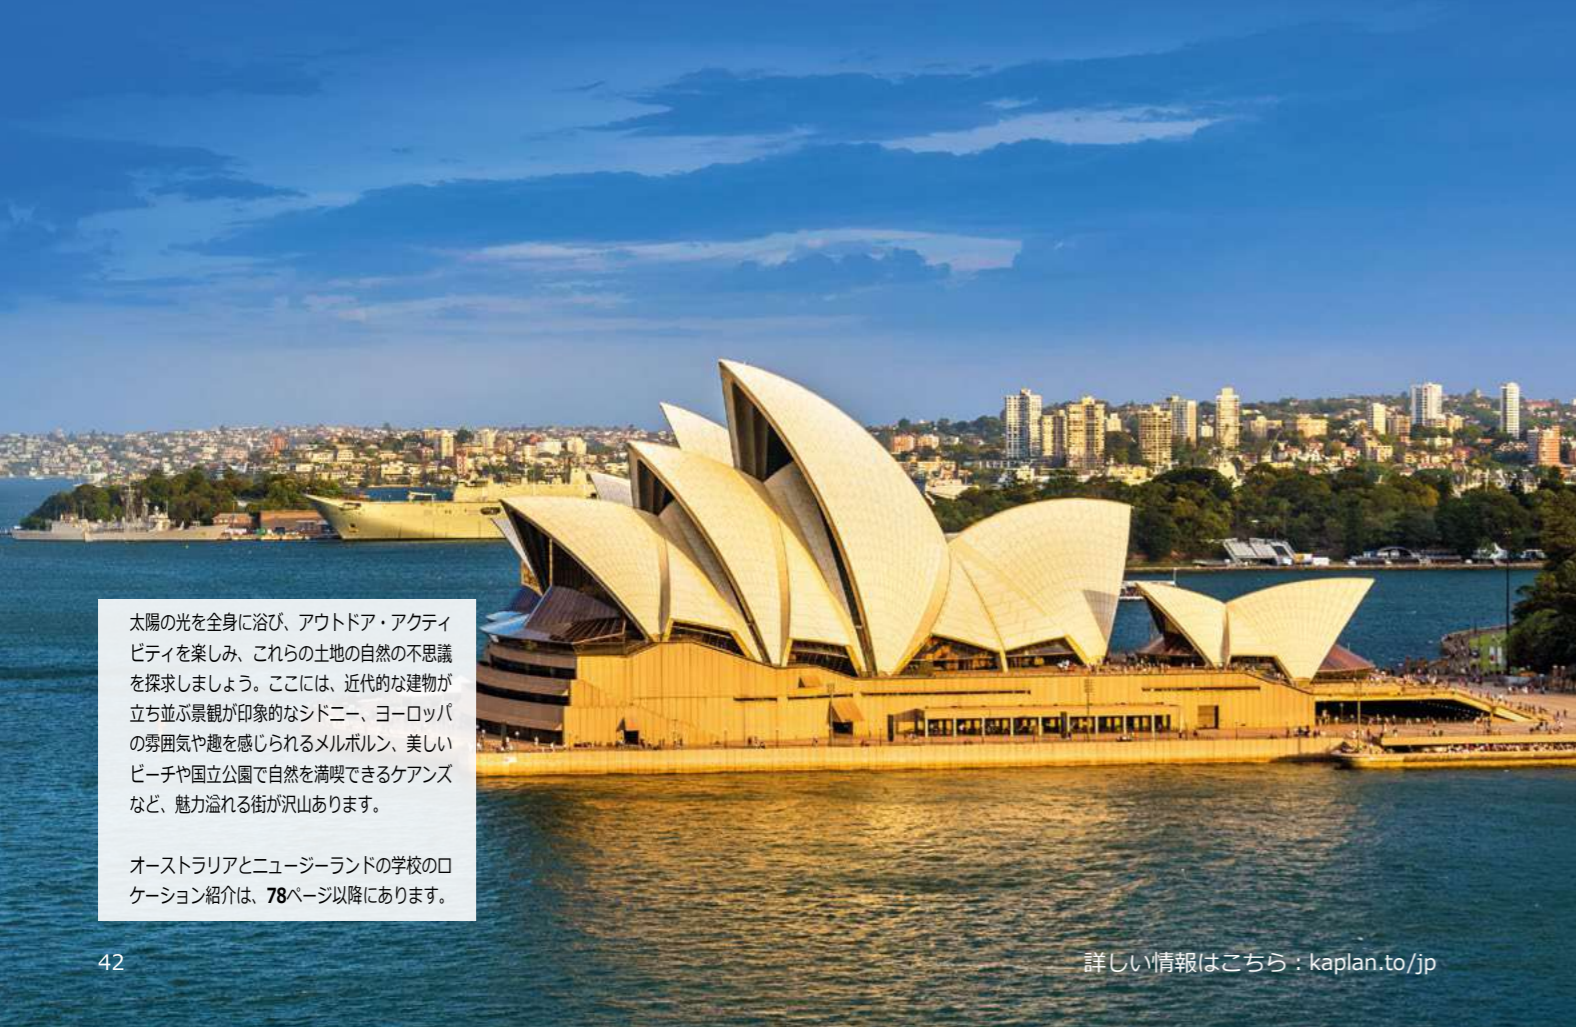 太陽の光を全身に浴び、アウトドア・アクティ
ビティを楽しみ、これらの土地の自然の不思議
を探求しましょう。ここには、近代的な建物が
立ち並ぶ景観が印象的なシドニー、ヨーロッパ
の雰囲気や趣を感じられるメルボルン、美しい
ビーチや国立公園で自然を満喫できるケアンズ
など、魅力溢れる街が沢山あります。
オーストラリアとニュージーランドの学校のロ
ケーション紹介は、78ページ以降にあります。
42
詳しい情報はこちら：kaplan.to/jp